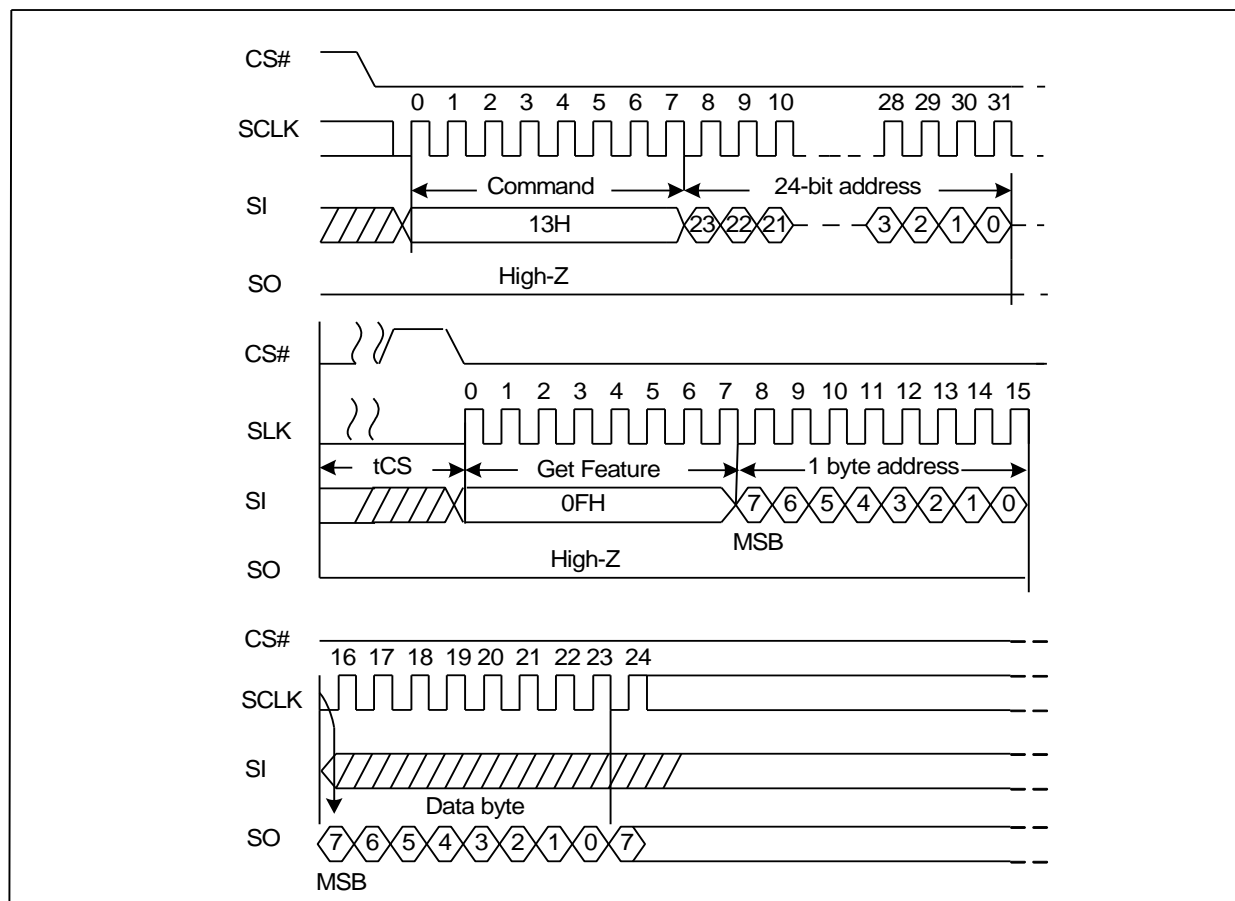 CS#
0 1 2 3 4 5 6 7 8 9 10 28 29 30 31
SCLK
Command 24-bit address
SI
13H 23 22 21 3 2 1 0
High-Z
SO
CS#
0 1 2 3 4 5 6 7 8 9 10 11 12 13 14 15
SLK
tCS Get Feature 1 byte address
SI 0FH 7 6 5 4 3 2 1 0
MSB
High-Z
SO
CS#
16 17 18 19 20 21 22 23 24
SCLK
SI
Data byte
SO 7 6 5 4 3 2 1 0 7
MSB